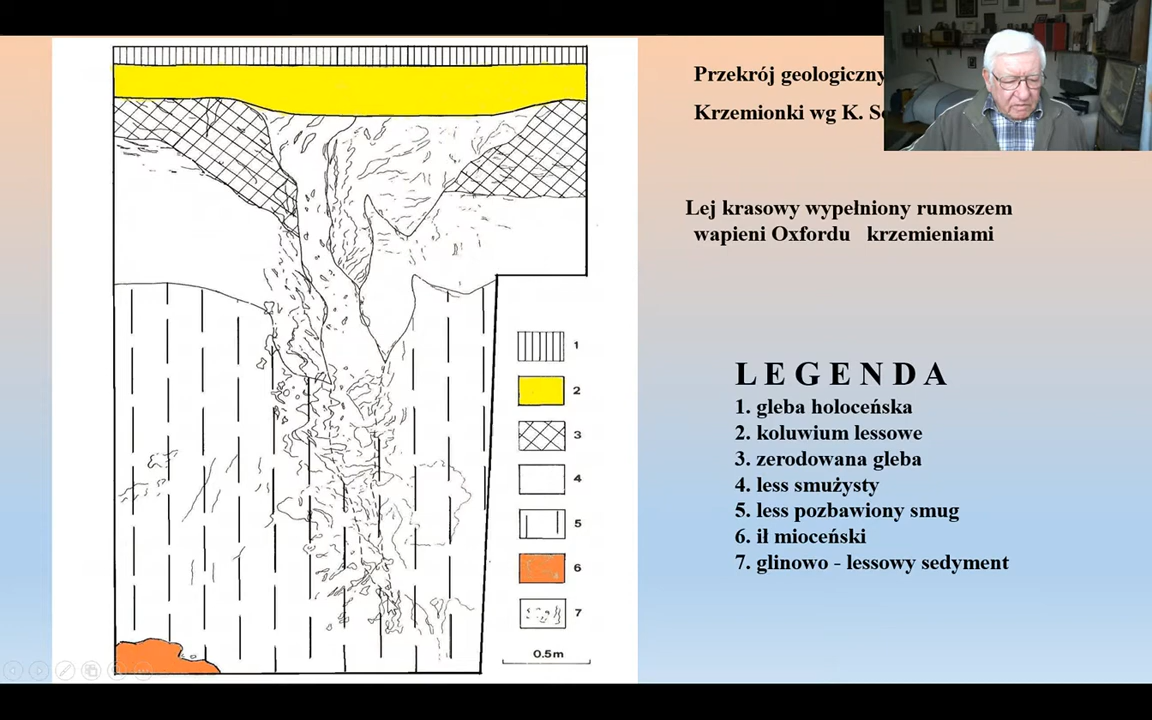 Przekrój geologiczny
Krzemionki wg K. 
Lej krasowy wypełniony rumoszem
wapieni Oxfordu krzemieniami
1
2
3
4
5
6
7
0.5m
LEGENDA
1. gleba holoceńska
2. koluwium lessowe
3. zerodowana gleba
4. less smużysty
5. less pozbawiony smug
6. ił mioceński
7. glinowo - lessowy sedyment